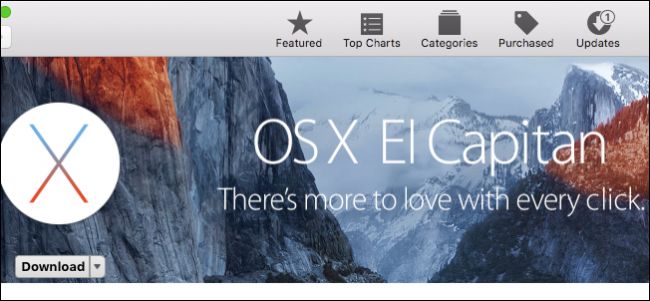 Featured Top Charts Categories Purchased Updates 1
OS X El Capitan
There's more to love with every click.
Download